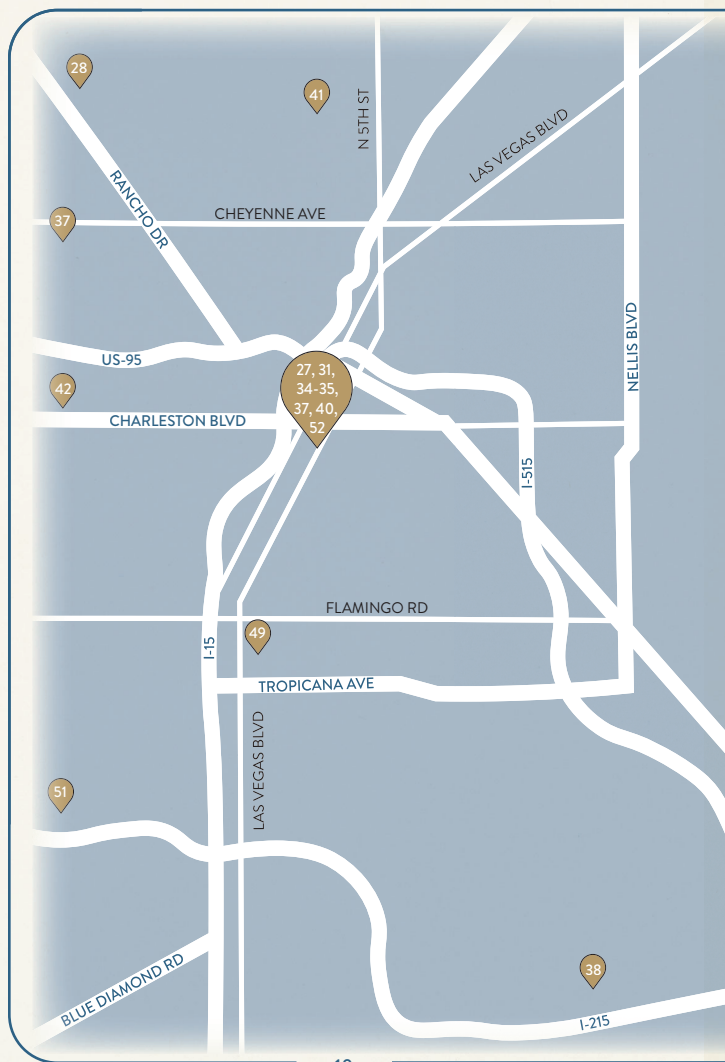 28
41
N 5TH ST
LAS VEGAS BLVD
RANCHO DR
37
CHEYENNE AVE
NELLIS BLVD
US-95
42
27, 31,
34-35,
37, 40,
52
CHARLESTON BLVD
I-515
FLAMINGO RD
49
I-15
TROPICANA AVE
LAS VEGAS BLVD
51
38
BLUE DIAMOND RD
I-215